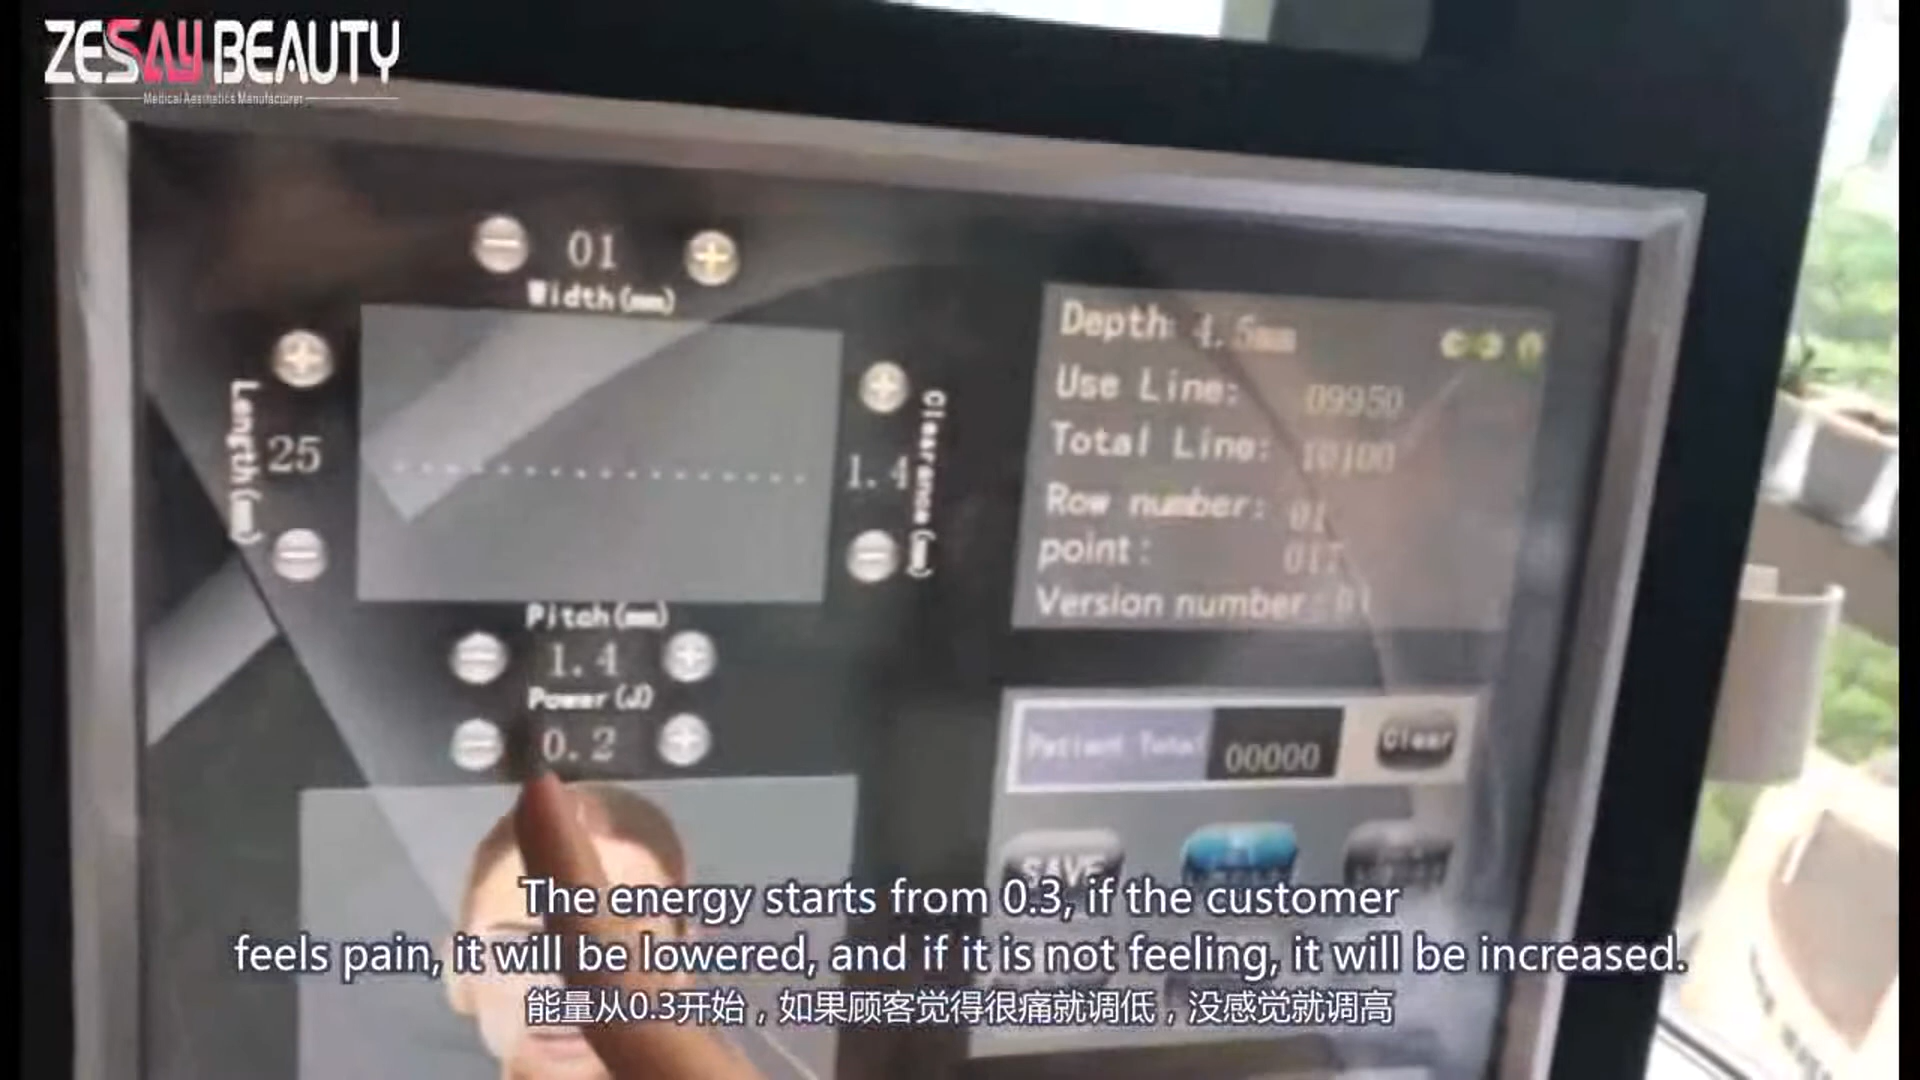 ZESAY BEAUTY
Medical Aesthetics Manufacturer
01
Width(mm)
Length(mm)
25
1.4
Clearance(mm)
Pitch(mm)
1.4
Power(J)
0.2
Depth: 4.5mm
Use Line: 09950
Total Line: 10100
Row number: 01
point: 017
Version number: 01
Patient Total 00000 Clear
SAVE
The energy starts from 0.3, if the customer
feels pain, it will be lowered, and if it is not feeling, it will be increased.
能量从0.3开始，如果顾客觉得很痛就调低，没感觉就调高